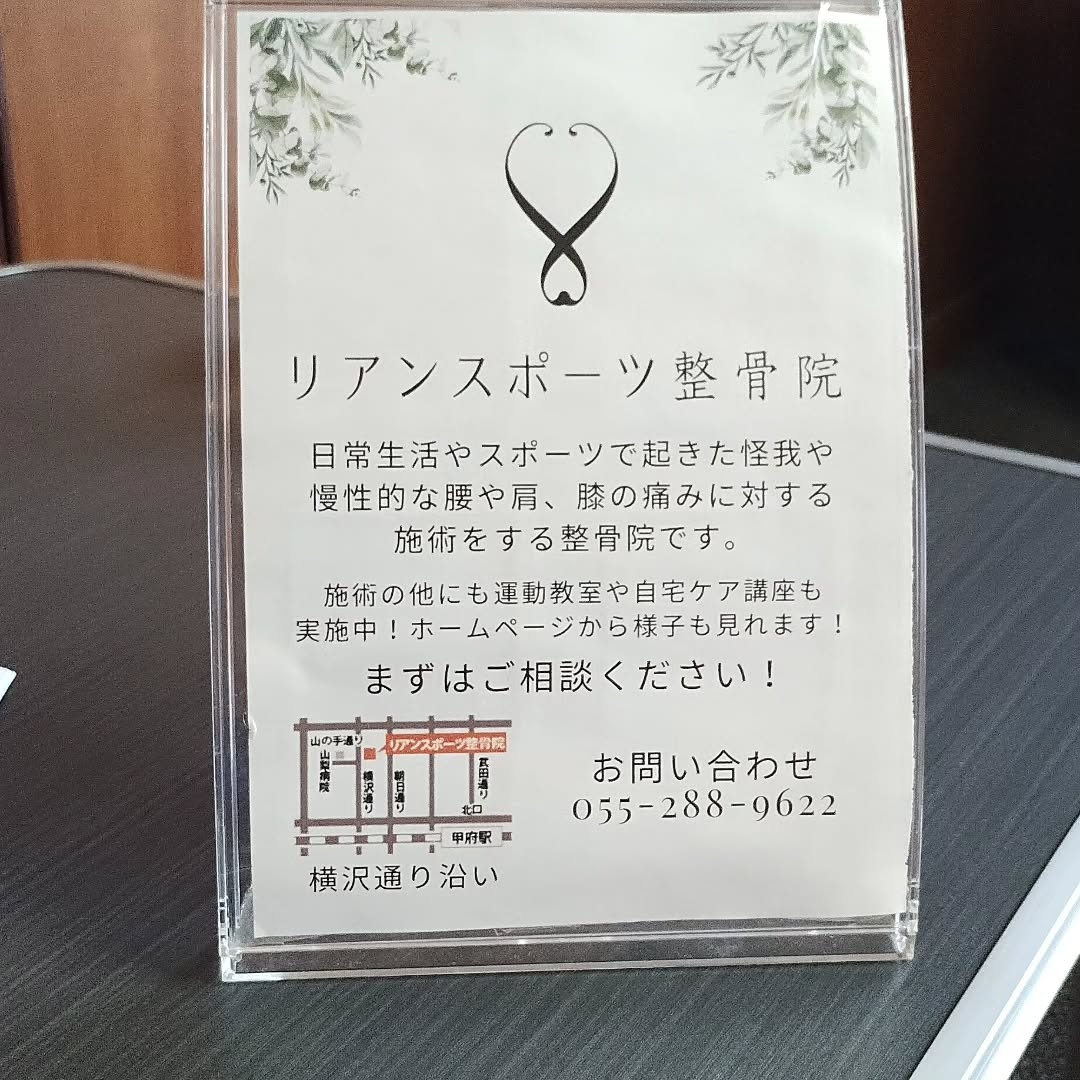 リアンスポーツ整骨院
日常生活やスポーツで起きた怪我や
慢性的な腰や肩、膝の痛みに対する
施術をする整骨院です。
施術の他にも運動教室や自宅ケア講座も
実施中！ホームページから様子も見れます！
まずはご相談ください！
山の手通り
リアンスポーツ整骨院
山梨病院
横沢通り
朝日通り
武田通り
北口
甲府駅
横沢通り沿い
お問い合わせ
055-288-9622